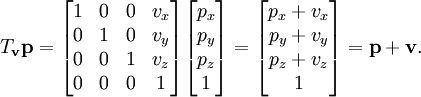 T_v p = [1 0 0 v_x; 0 1 0 v_y; 0 0 1 v_z; 0 0 0 1] [p_x; p_y; p_z; 1] = [p_x + v_x; p_y + v_y; p_z + v_z; 1] = p + v.